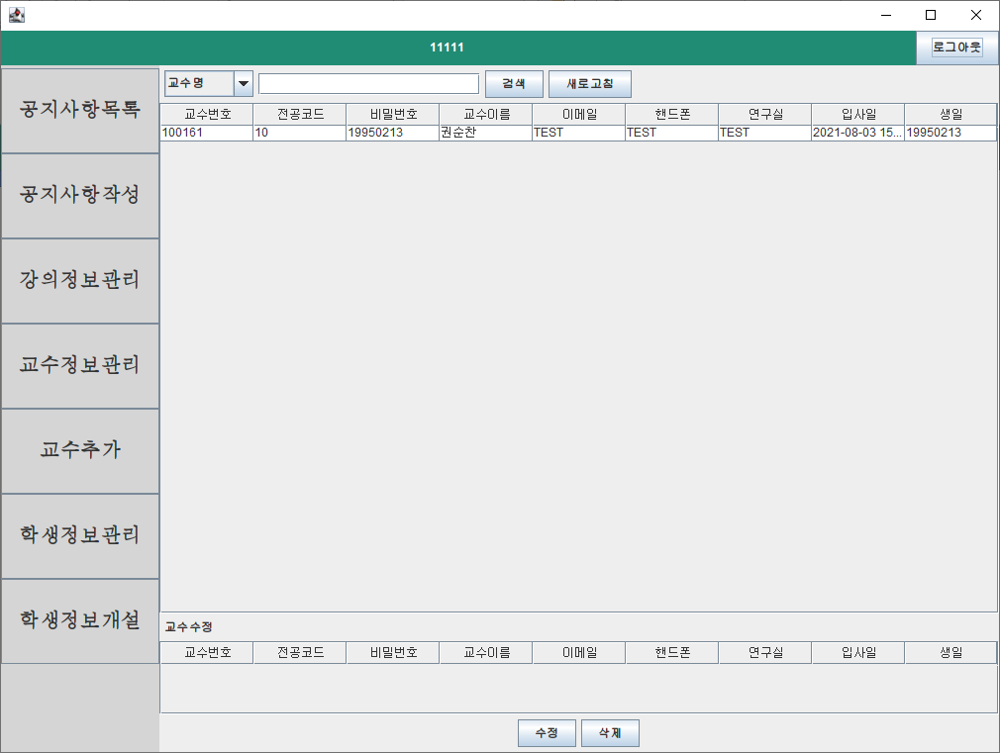 11111
로그아웃
공지사항목록
공지사항작성
강의정보관리
교수정보관리
교수추가
학생정보관리
학생정보개설
교수명 검색 새로고침
교수번호 전공코드 비밀번호 교수이름 이메일 핸드폰 연구실 입사일 생일
100161 10 19950213 권순찬 TEST TEST TEST 2021-08-03 15... 19950213
교수수정
교수번호 전공코드 비밀번호 교수이름 이메일 핸드폰 연구실 입사일 생일
수정 삭제